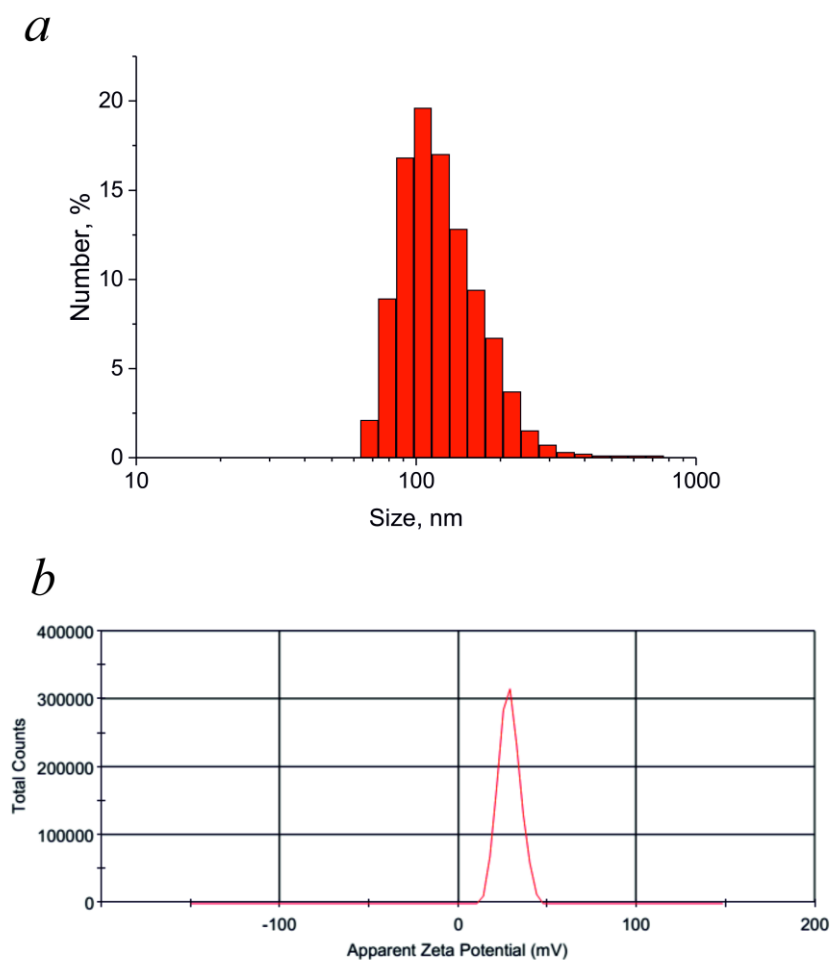 a
20
15
10
5
0
Number, %
10 100 1000
Size, nm
b
400000
300000
200000
100000
0
Total Counts
-100 0 100 200
Apparent Zeta Potential (mV)